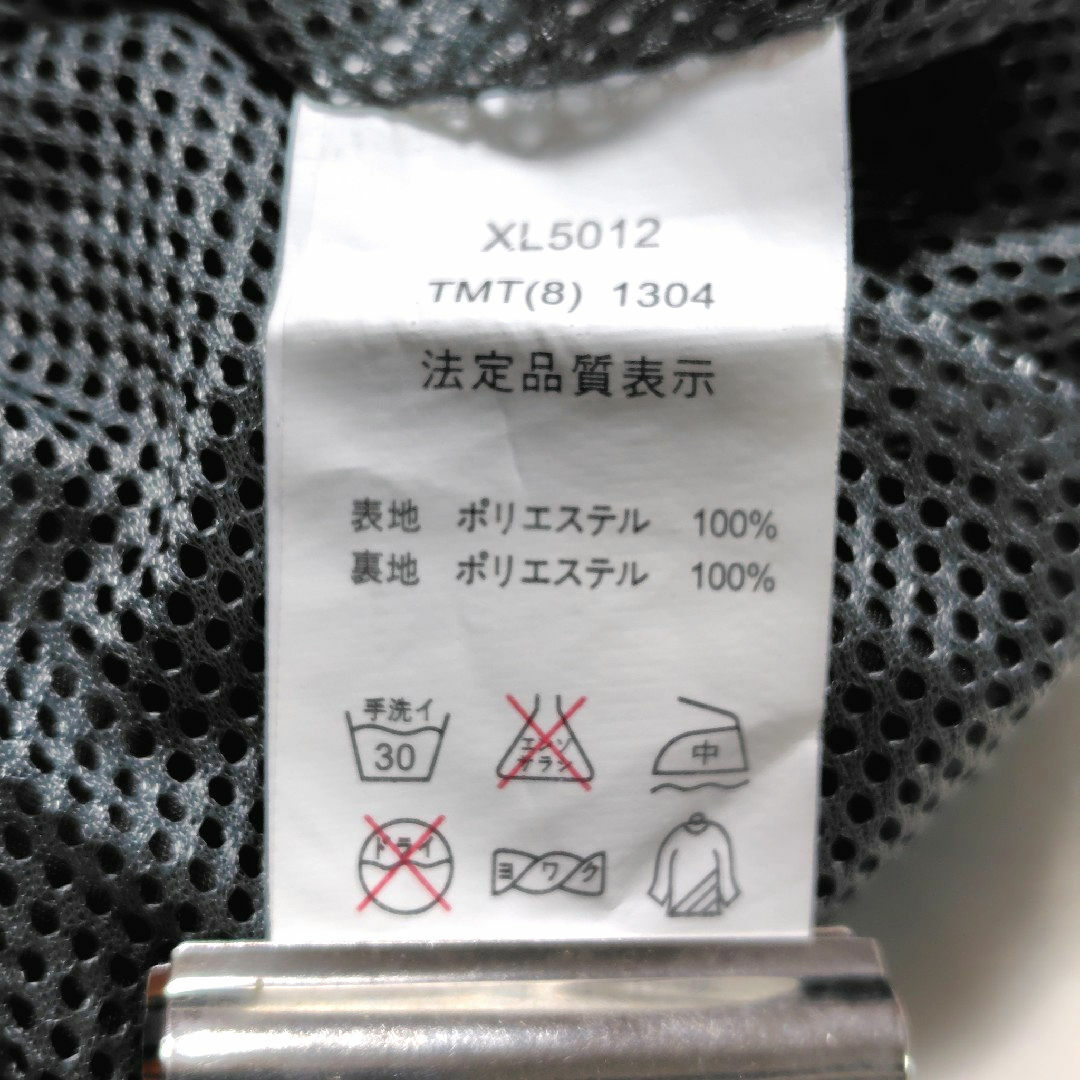 XL5012
TMT(8) 1304
法定品質表示
表地 ポリエステル 100%
裏地 ポリエステル 100%
手洗イ
30
エンソ
サラシ
中
ドライ
ヨワク